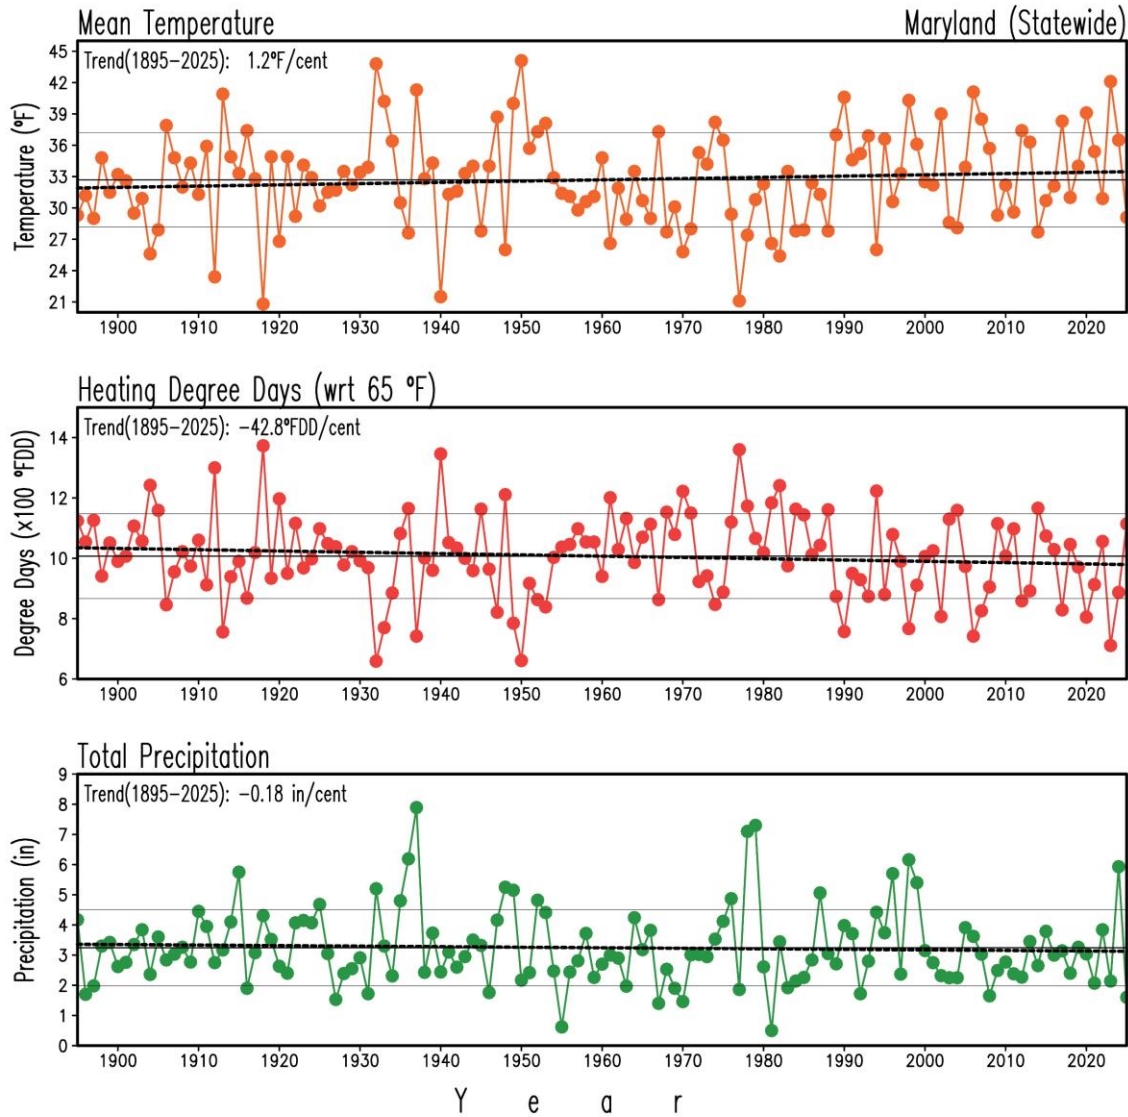 Mean Temperature Maryland (Statewide)
Trend(1895-2025): 1.2ºF/cent
45
42
39
36
33
30
27
24
21
Temperature (ºF)
1900 1910 1920 1930 1940 1950 1960 1970 1980 1990 2000 2010 2020
Heating Degree Days (wrt 65 ºF)
Trend(1895-2025): -42.8ºFDD/cent
14
12
10
8
6
Degree Days (x100 ºFDD)
1900 1910 1920 1930 1940 1950 1960 1970 1980 1990 2000 2010 2020
Total Precipitation
Trend(1895-2025): -0.18 in/cent
9
8
7
6
5
4
3
2
1
0
Precipitation (in)
1900 1910 1920 1930 1940 1950 1960 1970 1980 1990 2000 2010 2020
Y e a r